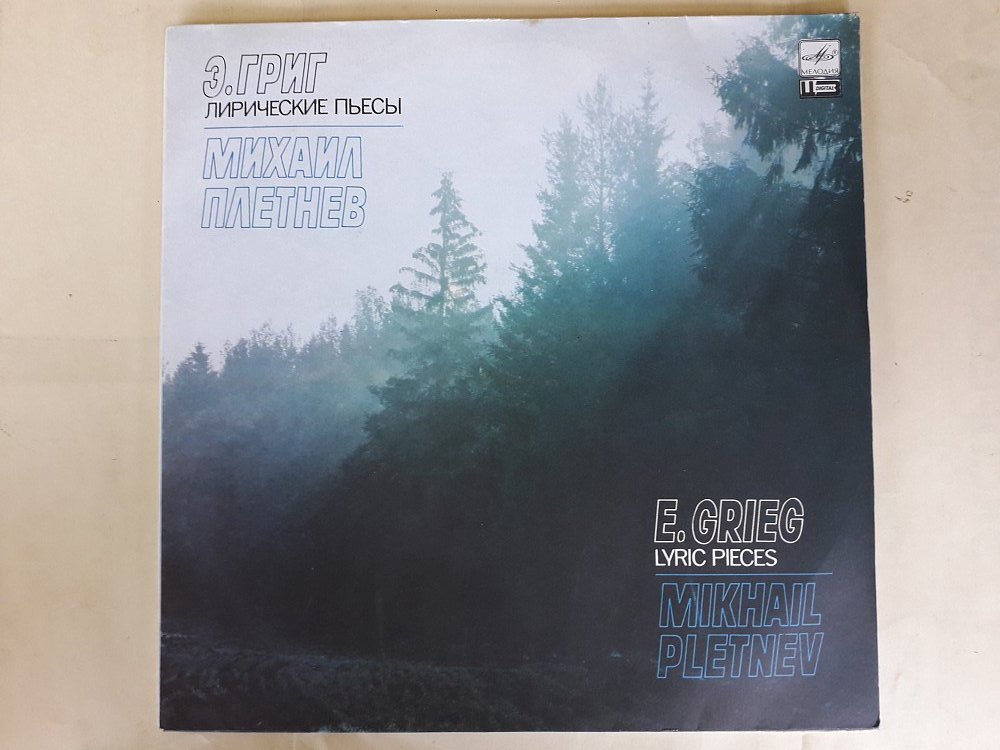 Э.ГРИГ
ЛИРИЧЕСКИЕ ПЬЕСЫ
МИХАИЛ
ПЛЕТНЕВ
МЕЛОДИЯ
DIGITAL
E. GRIEG
LYRIC PIECES
MIKHAIL
PLETNEV